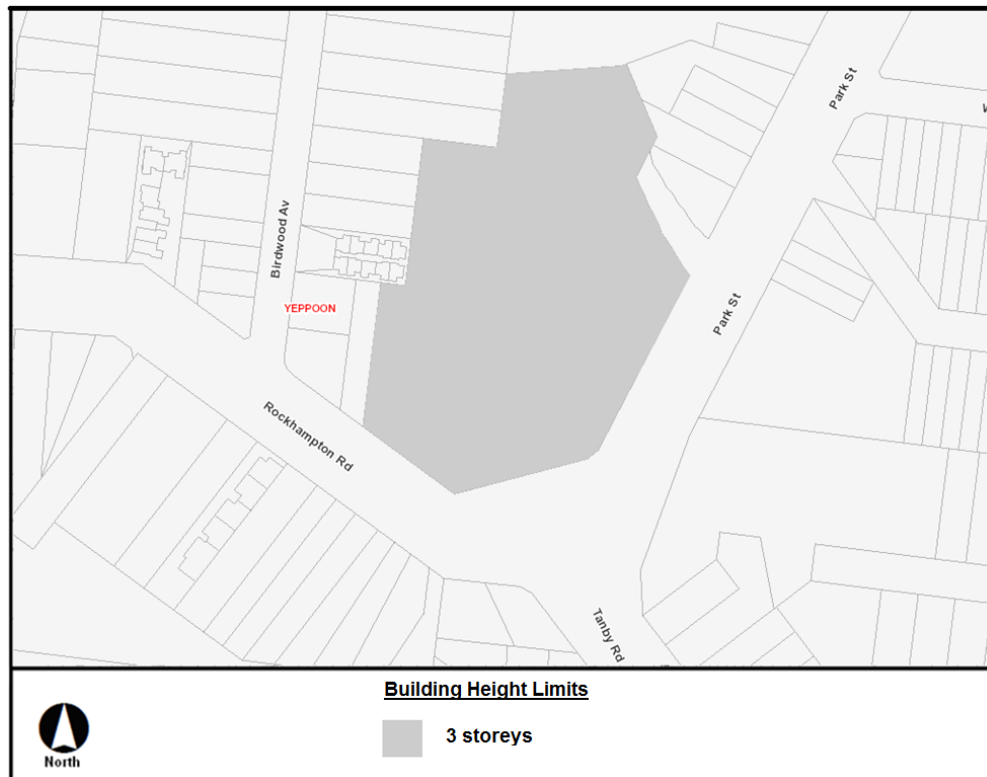 Park St
Birdwood Av
YEPPOON
Park St
Rockhampton Rd
Tanby Rd
Building Height Limits
3 storeys
North